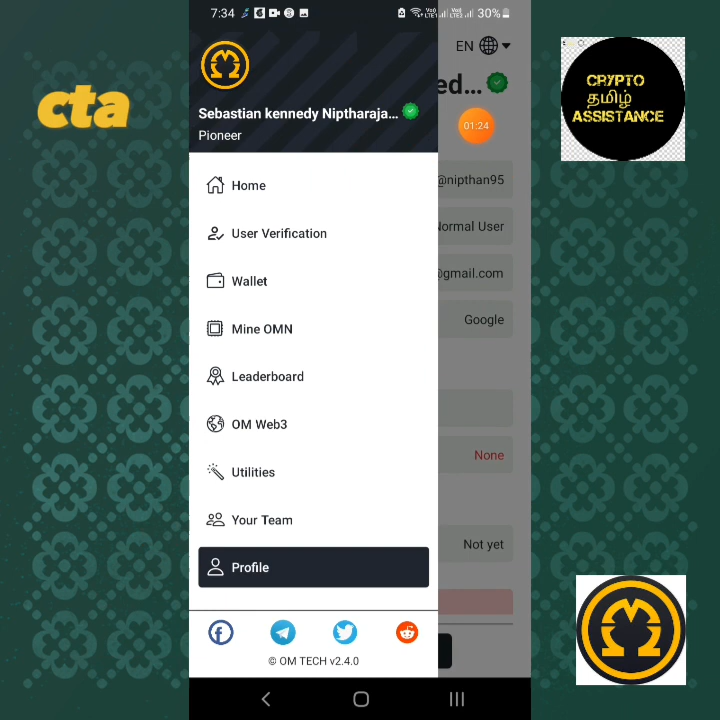 cta
7:34
30%
EN
ed...
Sebastian kennedy Niptharaja...
Pioneer
01:24
CRYPTO
தமிழ்
ASSISTANCE
@nipthan95
Home
User Verification
Normal User
Wallet
@gmail.com
Mine OMN
Google
Leaderboard
OM Web3
None
Utilities
Your Team
Not yet
Profile
© OM TECH v2.4.0